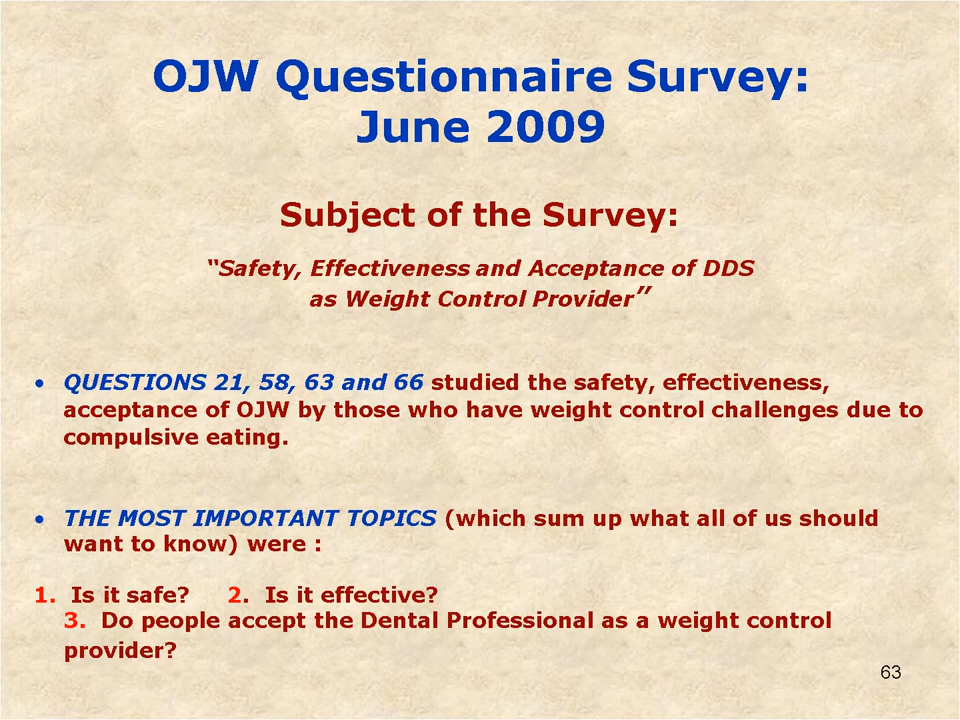 OJW Questionnaire Survey:
June 2009
Subject of the Survey:
“Safety, Effectiveness and Acceptance of DDS
as Weight Control Provider”
• QUESTIONS 21, 58, 63 and 66 studied the safety, effectiveness,
acceptance of OJW by those who have weight control challenges due to
compulsive eating.
• THE MOST IMPORTANT TOPICS (which sum up what all of us should
want to know) were :
1. Is it safe? 2. Is it effective?
3. Do people accept the Dental Professional as a weight control
provider?
63